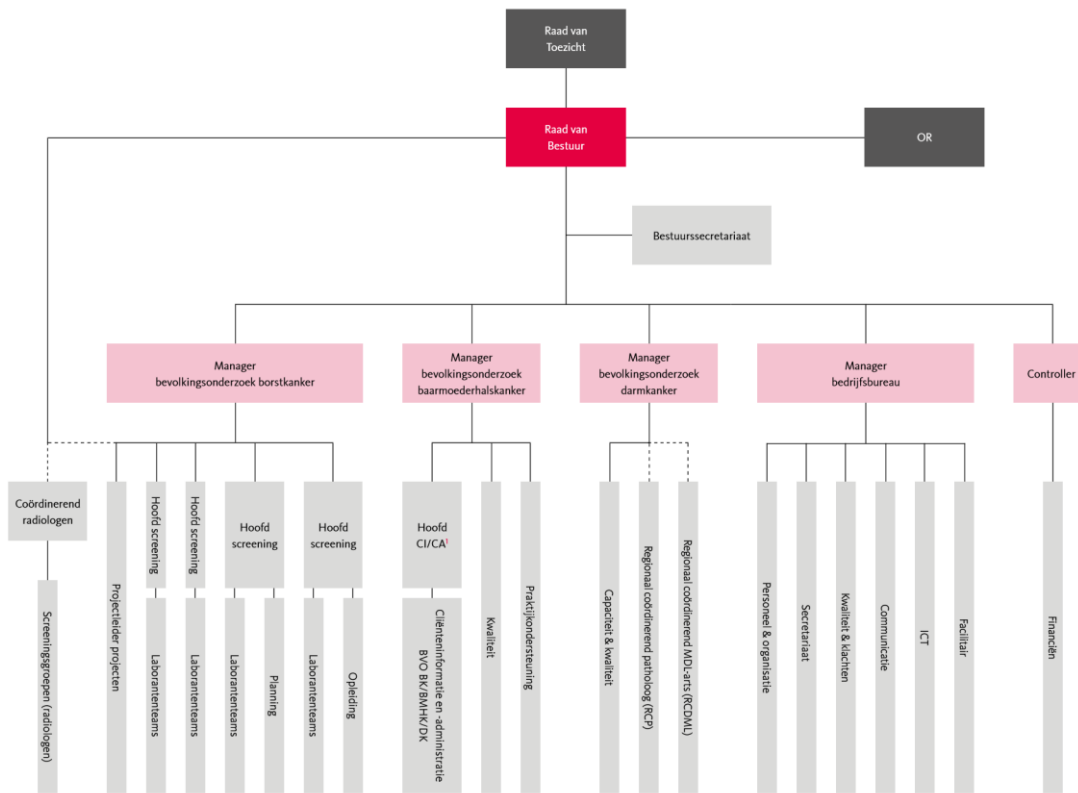 Raad van
Toezicht
Raad van
Bestuur
OR
Bestuurssecretariaat
Manager
bevolkingsonderzoek borstkanker
Manager
bevolkingsonderzoek
baarmoederhalskanker
Manager
bevolkingsonderzoek
darmkanker
Manager
bedrijfsbureau
Controller
Coördinerend
radiologen
Screeningsgroepen (radiologen)
Projectleider projecten
Hoofd screening
Laborantenteams
Hoofd screening
Laborantenteams
Hoofd
screening
Laborantenteams
Planning
Hoofd
screening
Laborantenteams
Opleiding
Hoofd
CI/CA¹
Cliënteninformatie en -administratie
BVO BK/BMHK/DK
Kwaliteit
Praktijkondersteuning
Capaciteit & kwaliteit
Regionaal coördinerend patholoog (RCP)
Regionaal coördinerend MDL-arts (RCDML)
Personeel & organisatie
Secretariaat
Kwaliteit & klachten
Communicatie
ICT
Facilitair
Financiën